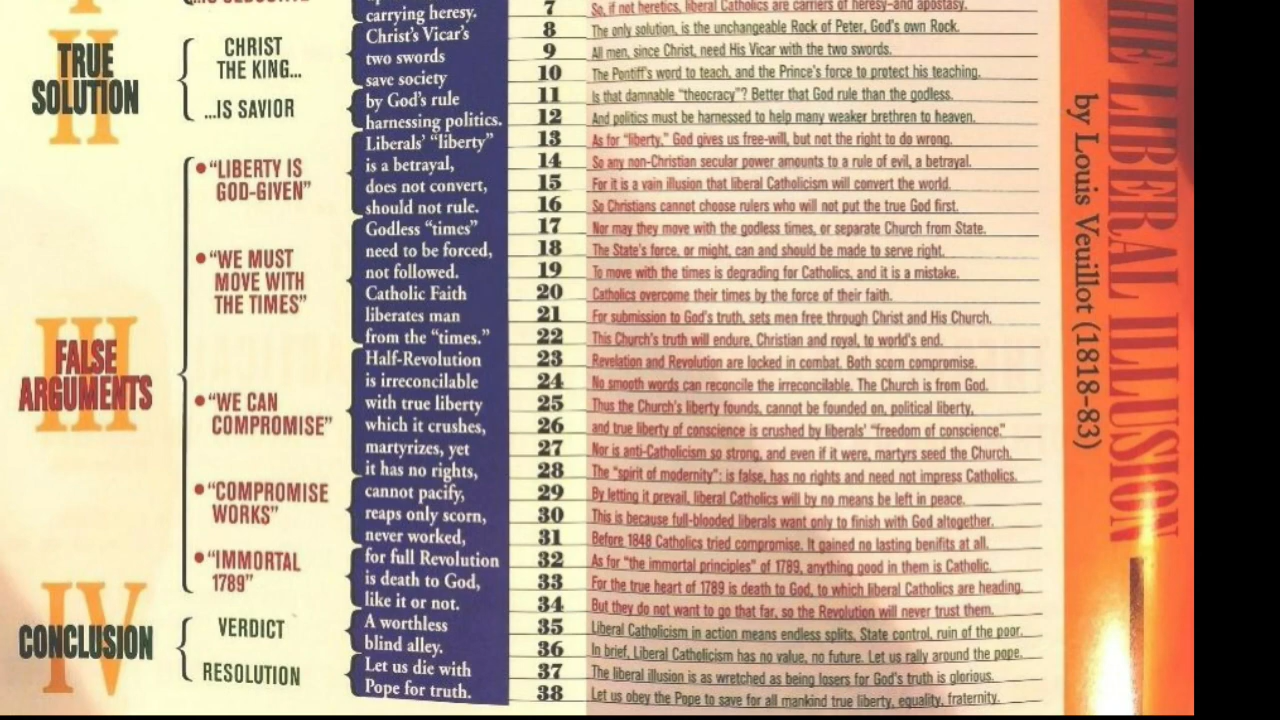 carrying heresy.
Christ's Vicar's
two swords
save society
by God's rule
harnessing politics.
Liberals' "liberty"
is a betrayal,
does not convert,
should not rule.
Godless "times"
need to be forced,
not followed.
Catholic Faith
liberates man
from the "times."
Half-Revolution
is irreconcilable
with true liberty
which it crushes,
martyrizes, yet
it has no rights,
cannot pacify,
reaps only scorn,
never worked,
for full Revolution
is death to God,
like it or not.
A worthless
blind alley.
Let us die with
Pope for truth.
II
TRUE
SOLUTION
CHRIST
THE KING...
...IS SAVIOR
III
FALSE
ARGUMENTS
•"LIBERTY IS
GOD-GIVEN"
•"WE MUST
MOVE WITH
THE TIMES"
•"WE CAN
COMPROMISE"
•"COMPROMISE
WORKS"
•"IMMORTAL
1789"
IV
CONCLUSION
VERDICT
RESOLUTION
7 So, if not heretics, liberal Catholics are carriers of heresy-and apostasy.
8 The only solution, is the unchangeable Rock of Peter, God's own Rock.
9 All men, since Christ, need His Vicar with the two swords.
10 The Pontiff's word to teach, and the Prince's force to protect his teaching.
11 Is that damnable "theocracy"? Better that God rule than the godless.
12 And politics must be harnessed to help many weaker brethren to heaven.
13 As for "liberty," God gives us free-will, but not the right to do wrong.
14 So any non-Christian secular power amounts to a rule of evil, a betrayal.
15 For it is a vain illusion that liberal Catholicism will convert the world.
16 So Christians cannot choose rulers who will not put the true God first.
17 Nor may they move with the godless times, or separate Church from State.
18 The State's force, or might, can and should be made to serve right.
19 To move with the times is degrading for Catholics, and it is a mistake.
20 Catholics overcome their times by the force of their faith.
21 For submission to God's truth, sets men free through Christ and His Church.
22 This Church's truth will endure, Christian and royal, to world's end.
23 Revelation and Revolution are locked in combat. Both scorn compromise.
24 No smooth words can reconcile the irreconcilable. The Church is from God.
25 Thus the Church's liberty founds, cannot be founded on, political liberty,
26 and true liberty of conscience is crushed by liberals' "freedom of conscience."
27 Nor is anti-Catholicism so strong, and even if it were, martyrs seed the Church.
28 The "spirit of modernity": is false, has no rights and need not impress Catholics.
29 By letting it prevail, liberal Catholics will by no means be left in peace.
30 This is because full-blooded liberals want only to finish with God altogether.
31 Before 1848 Catholics tried compromise. It gained no lasting benifits at all.
32 As for "the immortal principles" of 1789, anything good in them is Catholic.
33 For the true heart of 1789 is death to God, to which liberal Catholics are heading.
34 But they do not want to go that far, so the Revolution will never trust them.
35 Liberal Catholicism in action means endless splits, State control, ruin of the poor.
36 In brief, Liberal Catholicism has no value, no future. Let us rally around the pope.
37 The liberal illusion is as wretched as being losers for God's truth is glorious.
38 Let us obey the Pope to save for all mankind true liberty, equality, fraternity.
LIBERAL ILLUSION
by Louis Veuillot (1818-83)